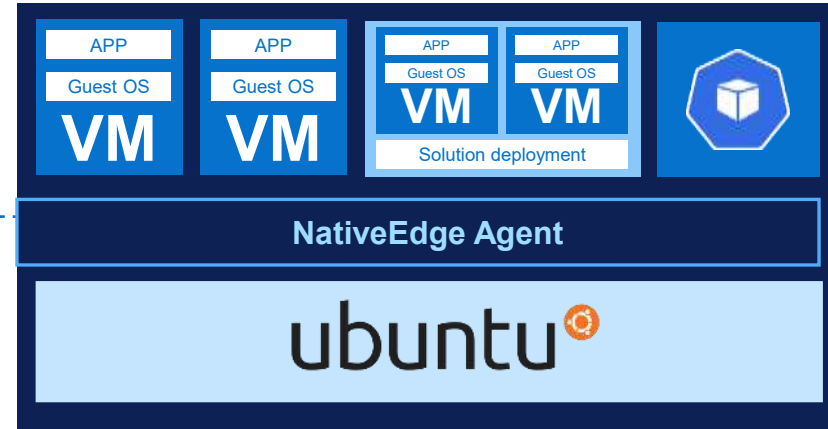 APP
Guest OS
VM
APP
Guest OS
VM
APP
Guest OS
VM
APP
Guest OS
VM
Solution deployment
NativeEdge Agent
ubuntu